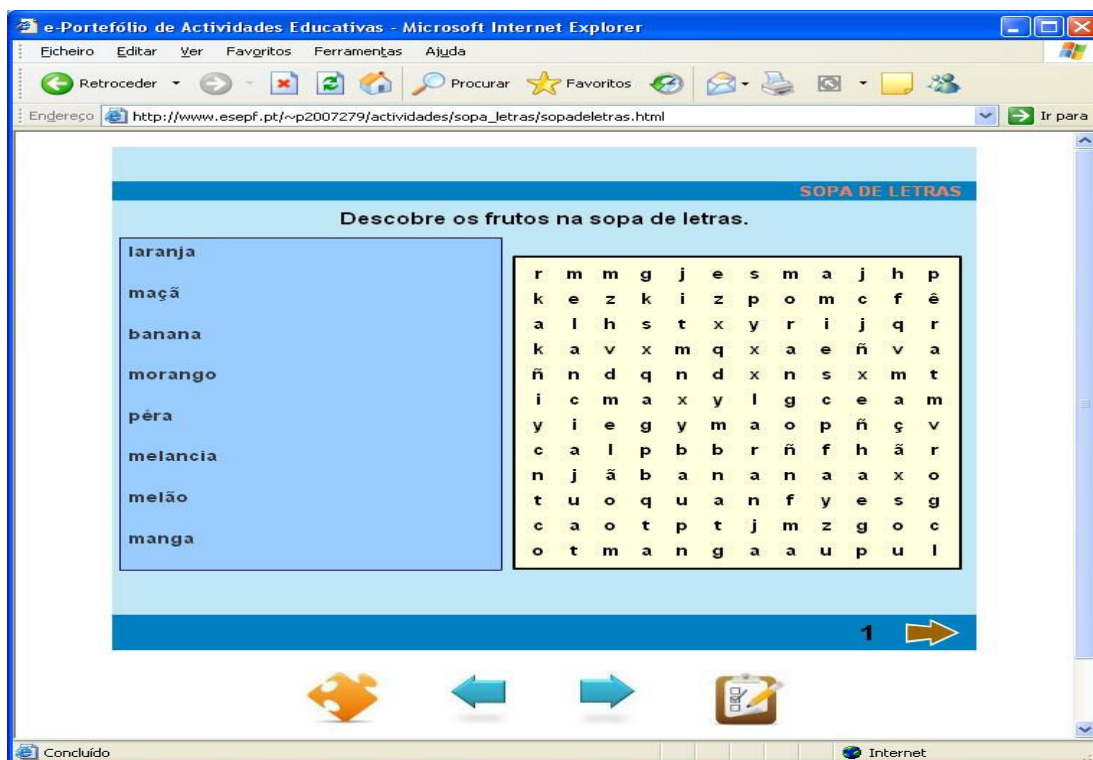 e-Portefólio de Actividades Educativas - Microsoft Internet Explorer
Ficheiro Editar Ver Favoritos Ferramentas Ajuda
Retroceder Procurar Favoritos
Endereço http://www.esepf.pt/~p2007279/actividades/sopa_letras/sopadeletras.html Ir para
SOPA DE LETRAS
Descobre os frutos na sopa de letras.
laranja
maçã
banana
morango
pêra
melancia
melão
manga
r m m g j e s m a j h p
k e z k i z p o m c f ê
a l h s t x y r i j q r
k a v x m q x a e ñ v a
ñ n d q n d x n s x m t
i c m a x y l g c e a m
y i e g y m a o p ñ ç v
c a l p b b r ñ f h ã r
n j ã b a n a n a a x o
t u o q u a n f y e s g
c a o t p t j m z g o c
o t m a n g a a u p u l
1
Concluído Internet